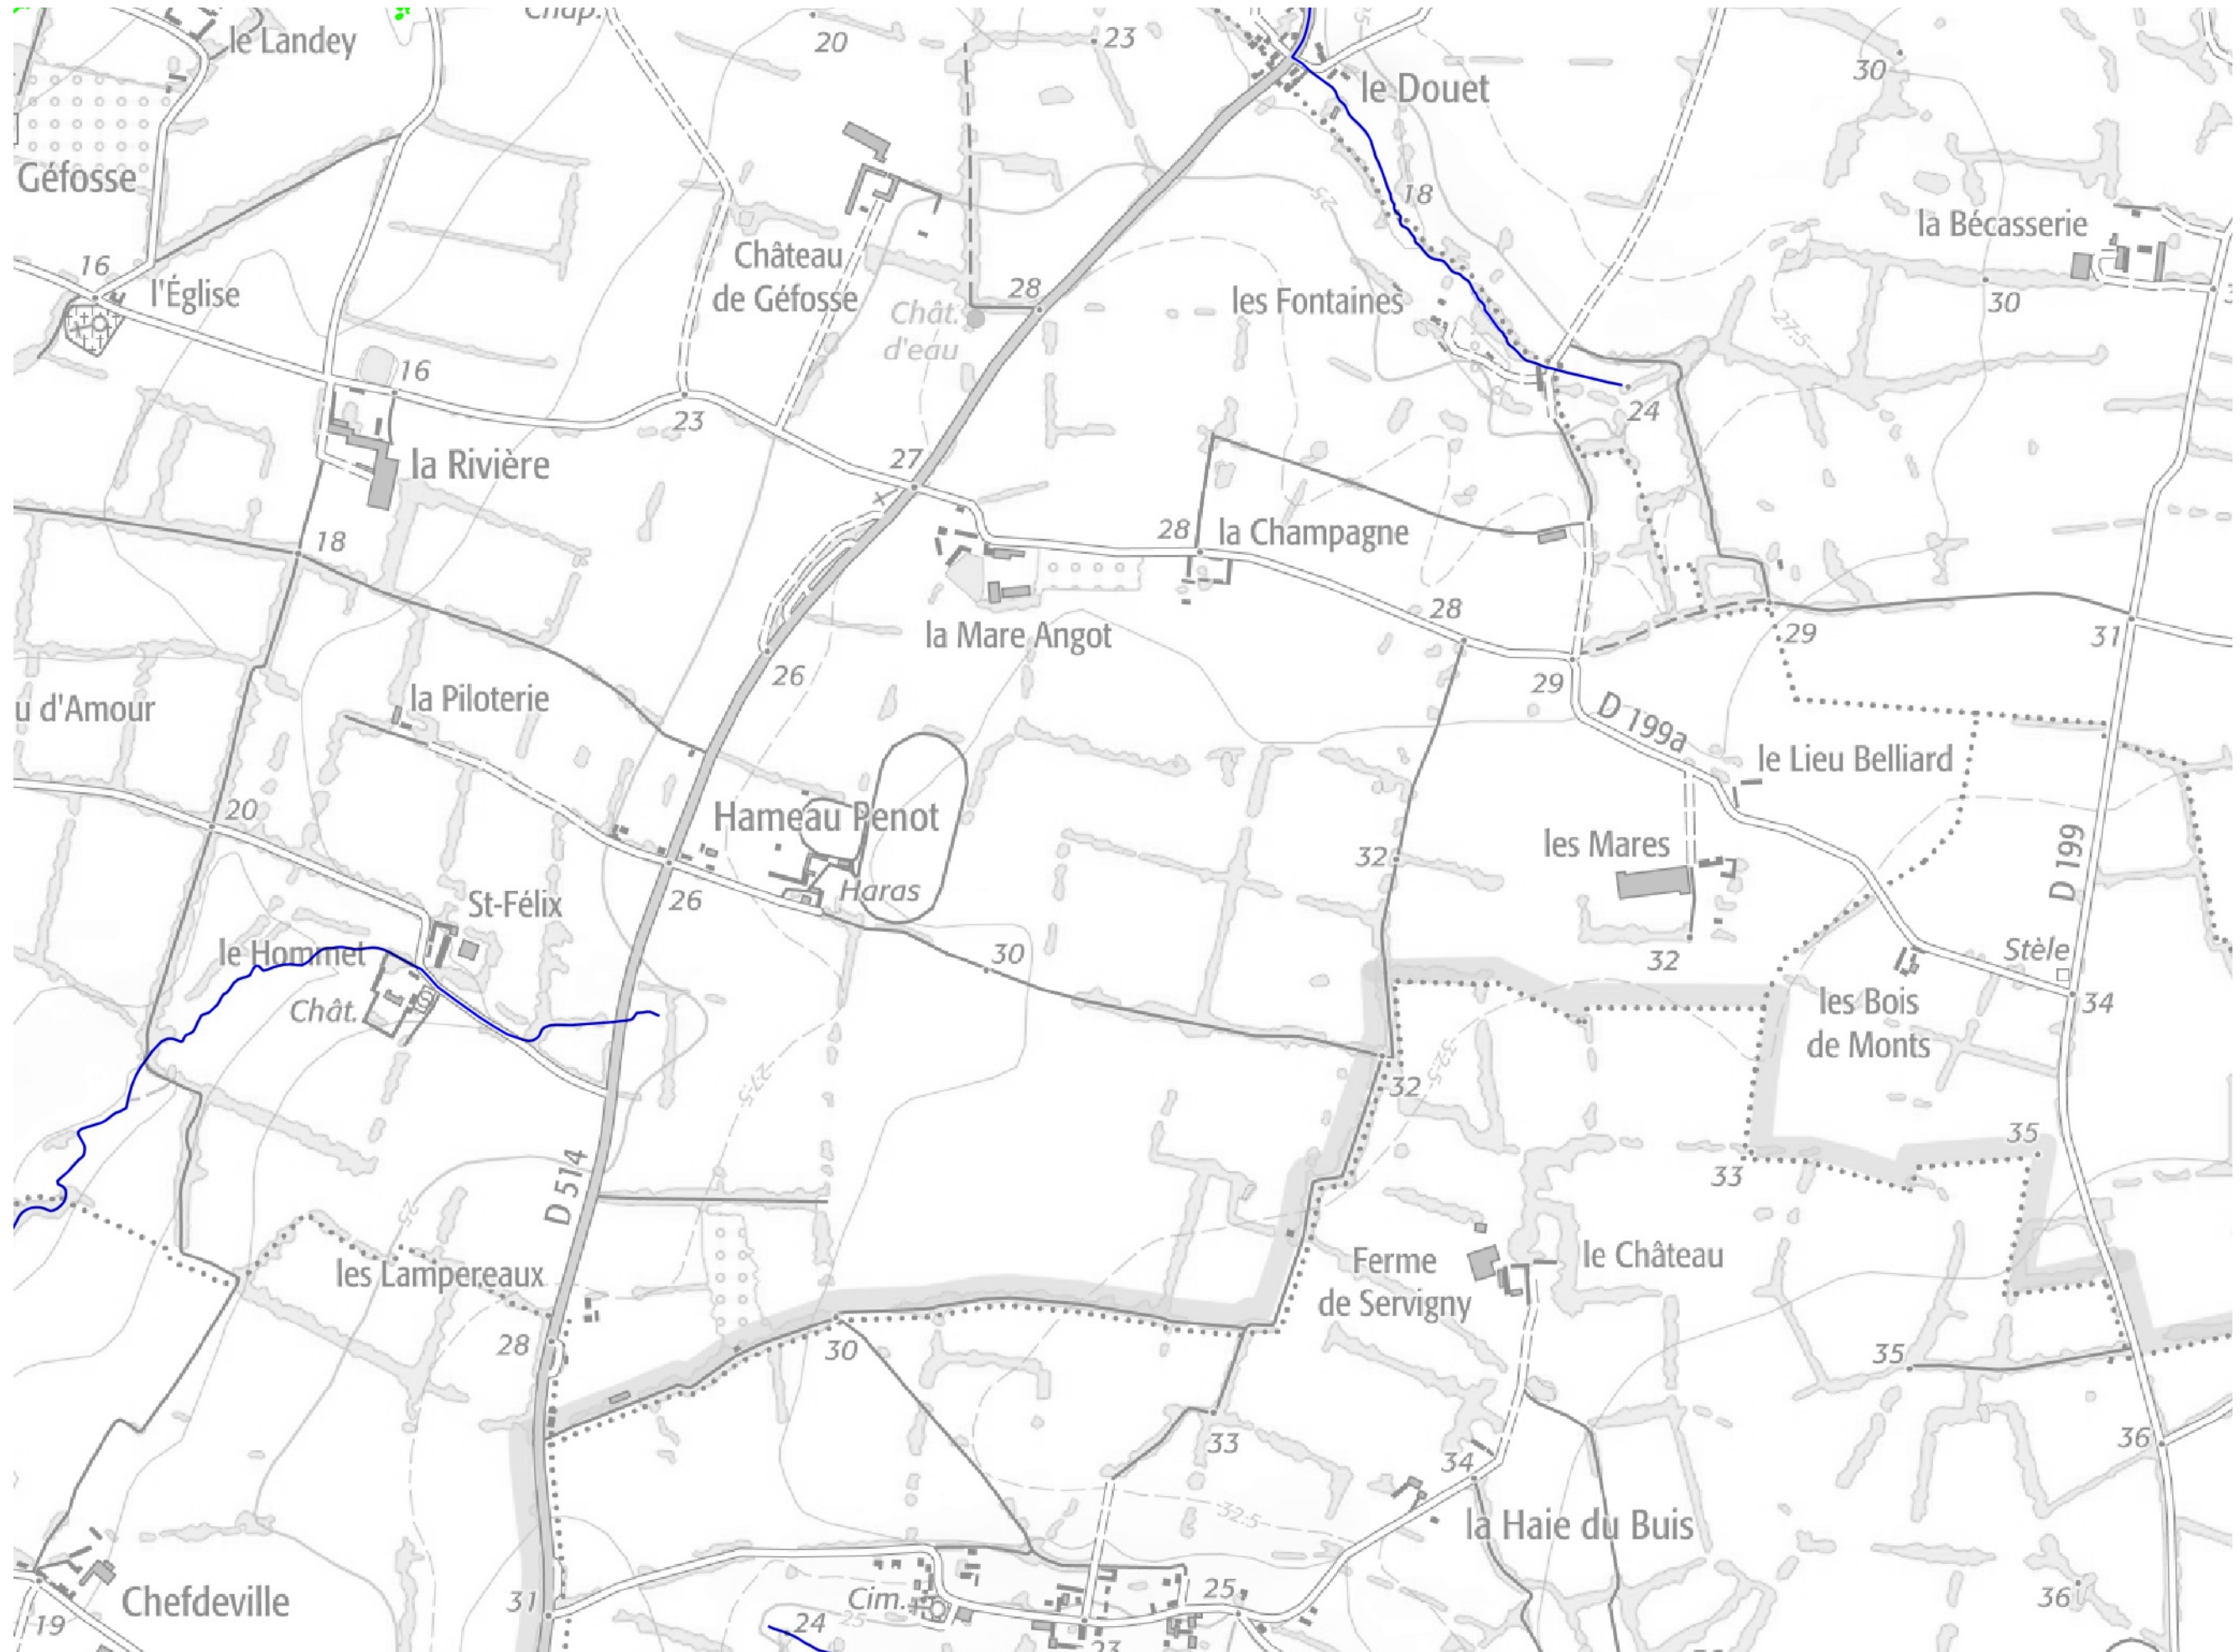 Chap.
le Landey
20
23
30
le Douet
Géfosse
18
25
la Bécasserie
16
l'Église
Château
de Géfosse
28
les Fontaines
30
27.5
Chât.
d'eau
16
23
24
27
la Rivière
18
28
la Champagne
28
la Mare Angot
29
31
26
29
la Piloterie
u d'Amour
D 199a
le Lieu Belliard
20
Hameau Penot
les Mares
32
D 199
Haras
26
St-Félix
le Hommet
30
32
Stèle
Chât.
les Bois
de Monts
34
27.5
32.5
32
35
33
D 514
25
les Lampereaux
Ferme
de Servigny
le Château
28
30
35
33
34
36
32.5
la Haie du Buis
Chefdeville
31
Cim.
25
36
19
24
25
23